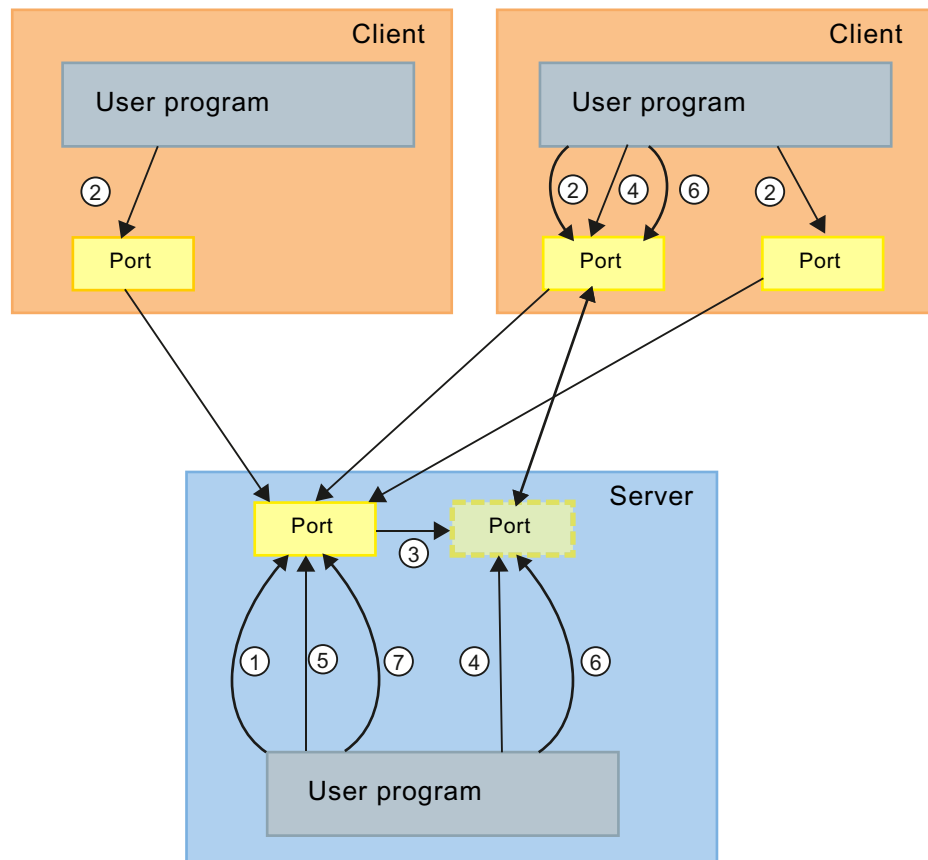 Client
Client
User program
User program
②
②
④
⑥
②
Port
Port
Port
Server
Port
Port
③
①
⑤
⑦
④
⑥
User program